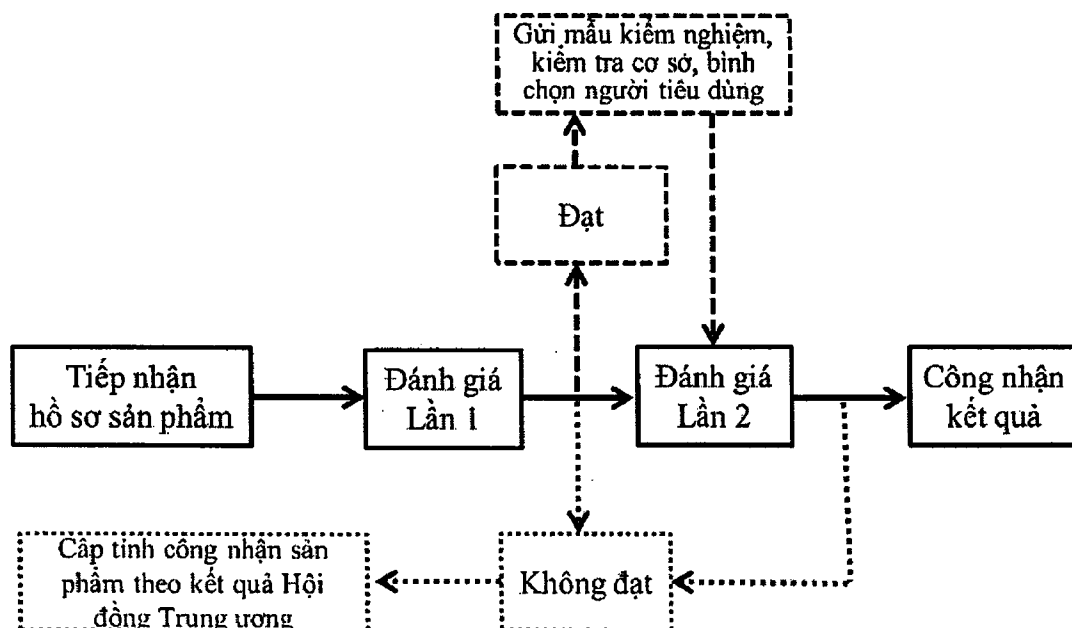 Gửi mẫu kiểm nghiệm,
kiểm tra cơ sở, bình
chọn người tiêu dùng
Đạt
Tiếp nhận
hồ sơ sản phẩm
Đánh giá
Lần 1
Đánh giá
Lần 2
Công nhận
kết quả
Cấp tỉnh công nhận sản
phẩm theo kết quả Hội
đồng Trung ương
Không đạt